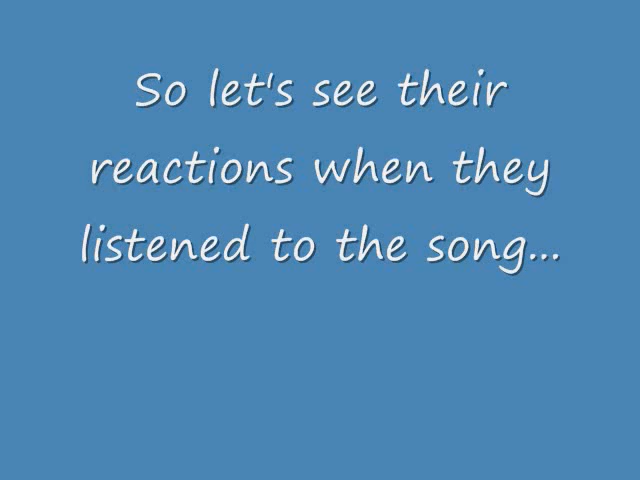 So let's see their
reactions when they
listened to the song...